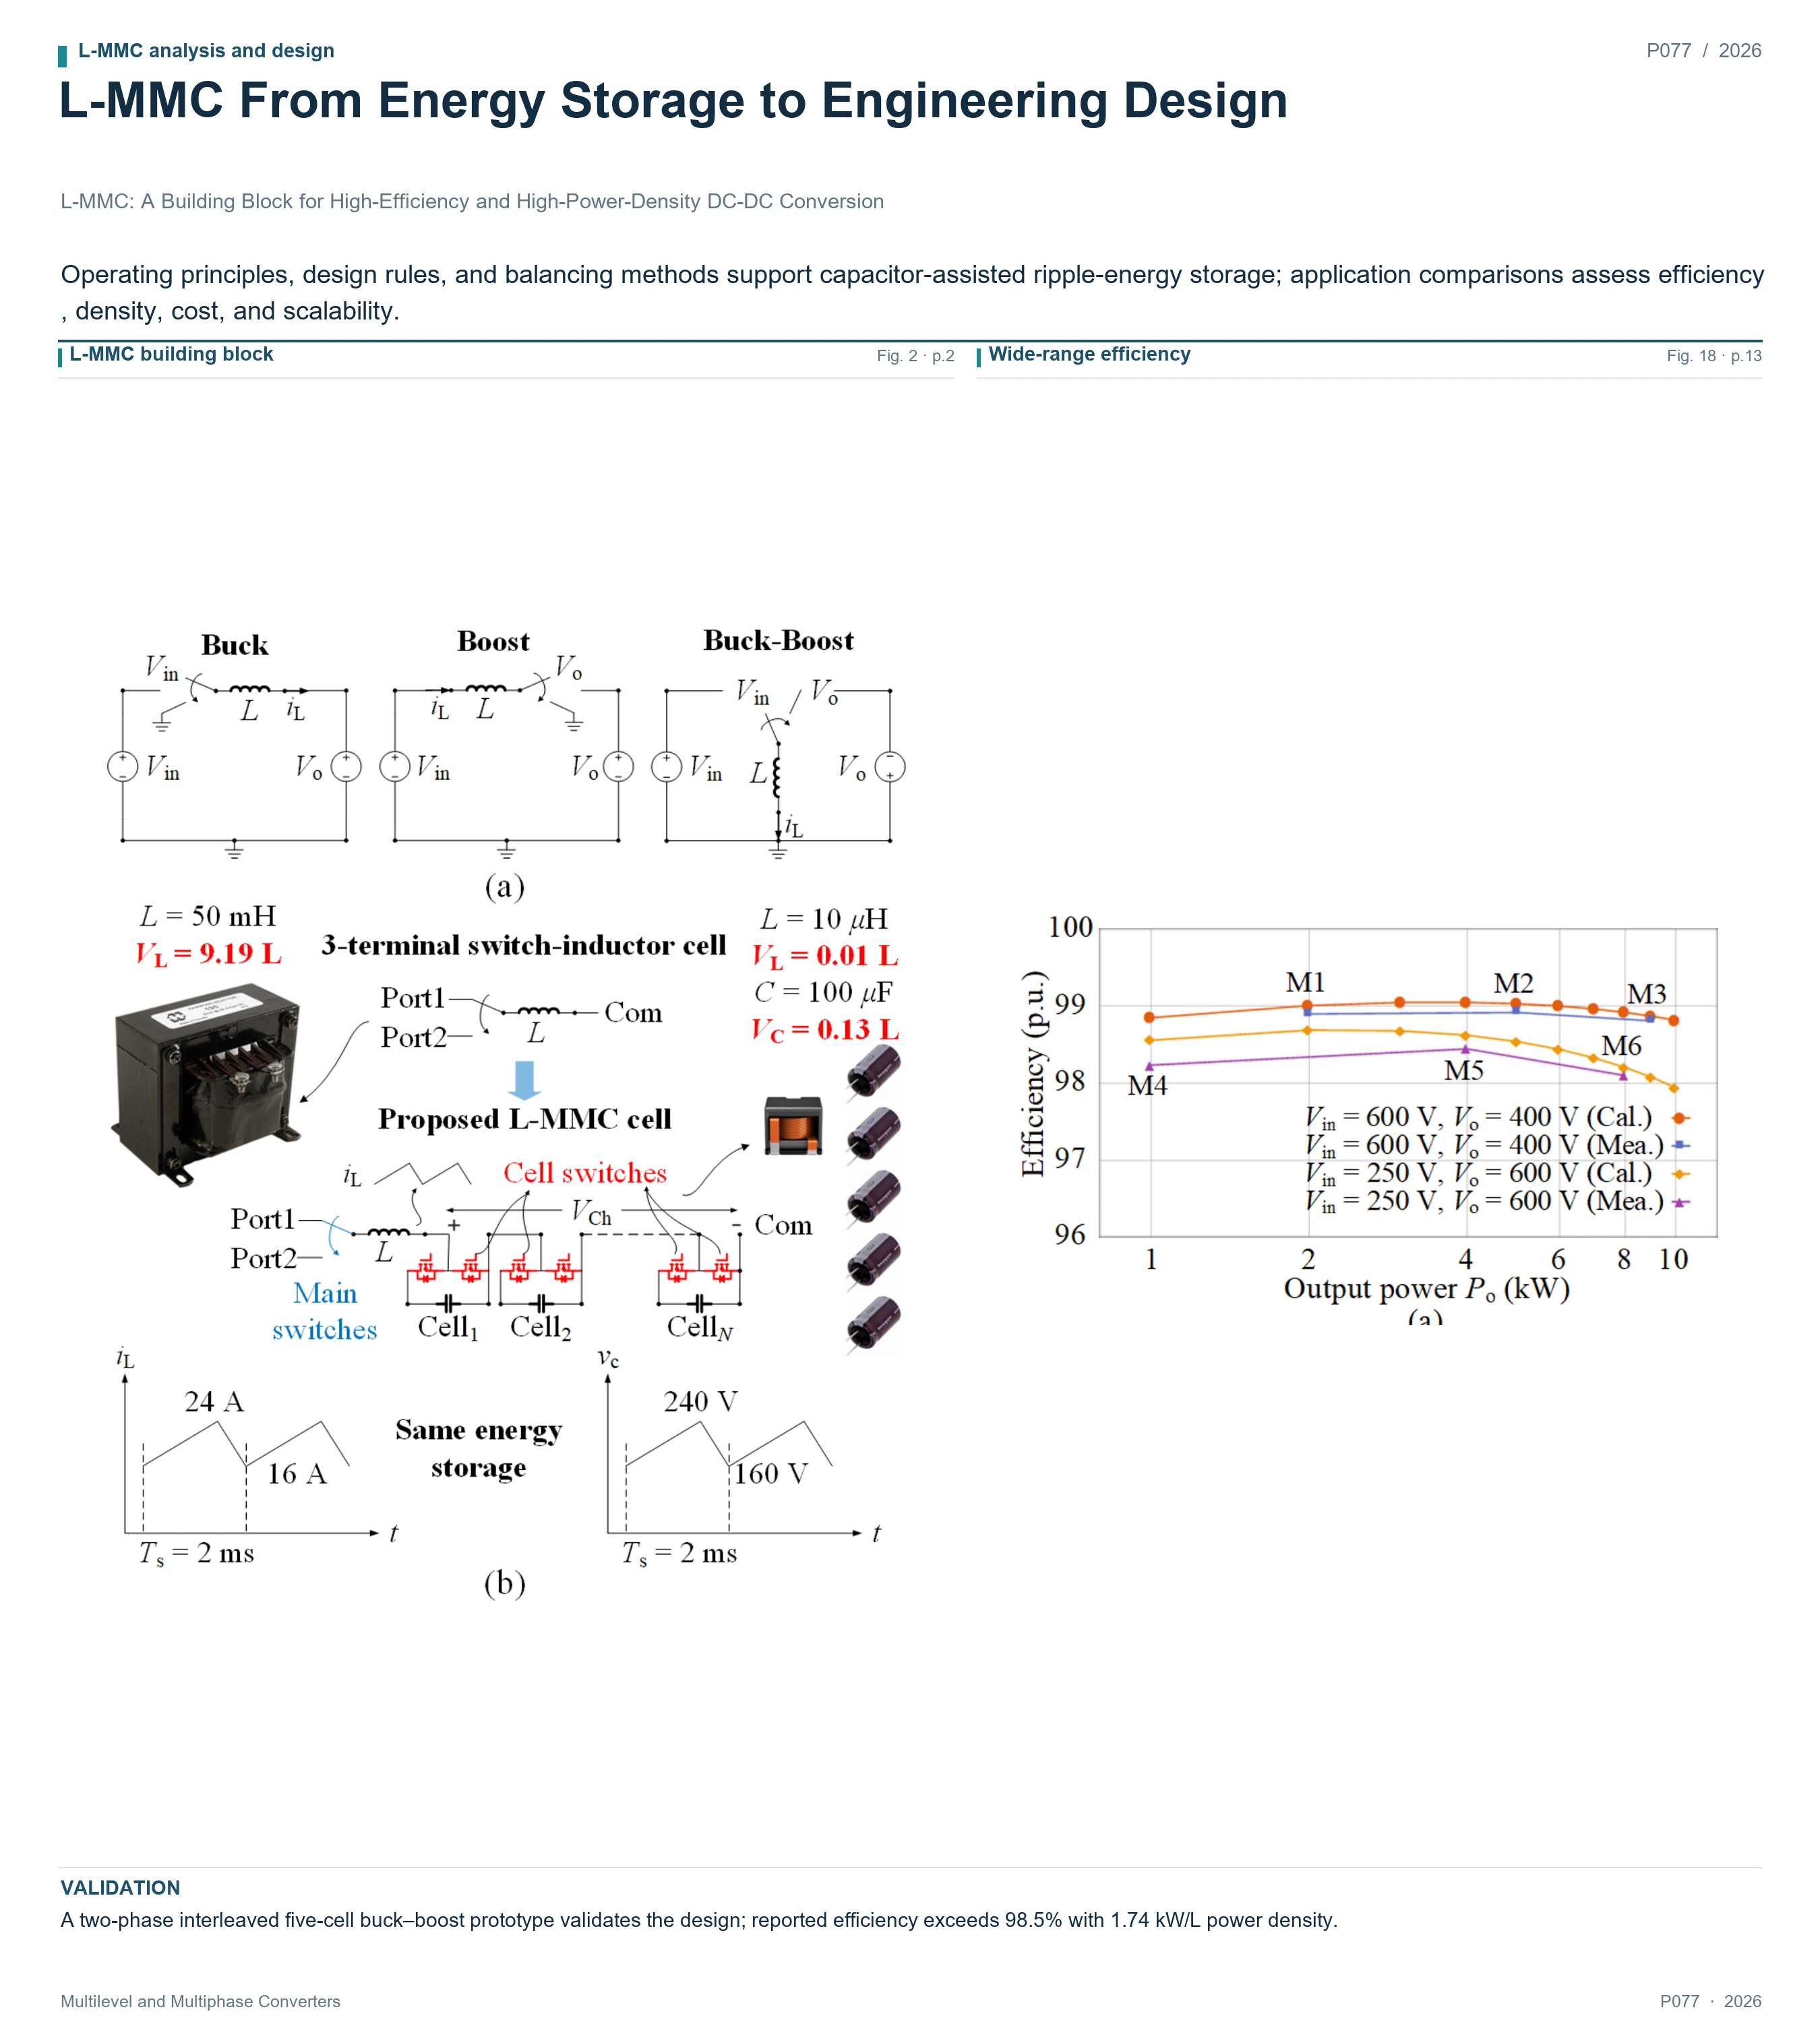 L-MMC analysis and design
P077 / 2026
L-MMC From Energy Storage to Engineering Design
L-MMC: A Building Block for High-Efficiency and High-Power-Density DC-DC Conversion
Operating principles, design rules, and balancing methods support capacitor-assisted ripple-energy storage; application comparisons assess efficiency
, density, cost, and scalability.
L-MMC building block
Fig. 2 · p.2
Wide-range efficiency
Fig. 18 · p.13
Buck
Boost
Buck-Boost
Vin
L
iL
Vin
Vo
Vo
iL
L
Vin
Vo
Vin
Vo
Vin
L
Vo
iL
(a)
L = 50 mH
VL = 9.19 L
3-terminal switch-inductor cell
L = 10 μH
VL = 0.01 L
C = 100 μF
VC = 0.13 L
Port1
Port2
L
Com
Proposed L-MMC cell
iL
Cell switches
VCh
+
-
Port1
Port2
L
Com
Main
switches
Cell1
Cell2
CellN
iL
24 A
16 A
t
Ts = 2 ms
Same energy
storage
vc
240 V
160 V
t
Ts = 2 ms
(b)
Efficiency (p.u.)
100
99
98
97
96
M1
M2
M3
M4
M5
M6
Vin = 600 V, Vo = 400 V (Cal.)
Vin = 600 V, Vo = 400 V (Mea.)
Vin = 250 V, Vo = 600 V (Cal.)
Vin = 250 V, Vo = 600 V (Mea.)
1 2 4 6 8 10
Output power Po (kW)
(a)
VALIDATION
A two-phase interleaved five-cell buck–boost prototype validates the design; reported efficiency exceeds 98.5% with 1.74 kW/L power density.
Multilevel and Multiphase Converters
P077 · 2026